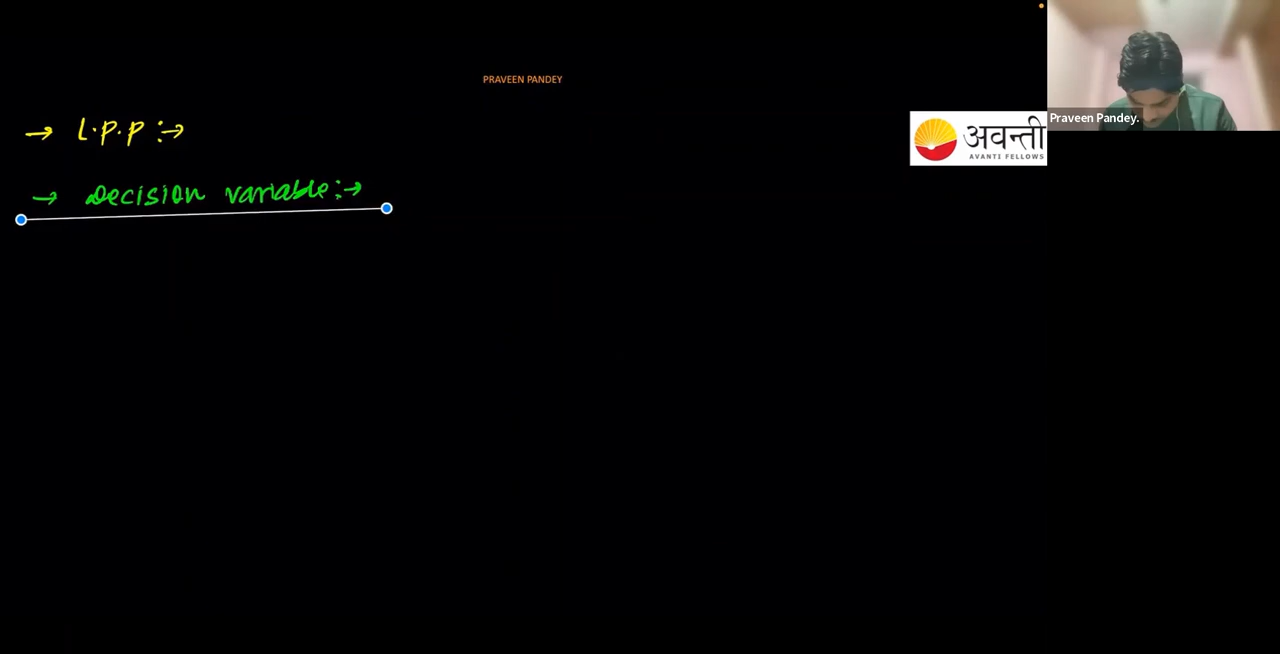 PRAVEEN PANDEY
→ L.P.P :→
→ Decision variable :→
अवन्ती
AVANTI FELLOWS
Praveen Pandey.